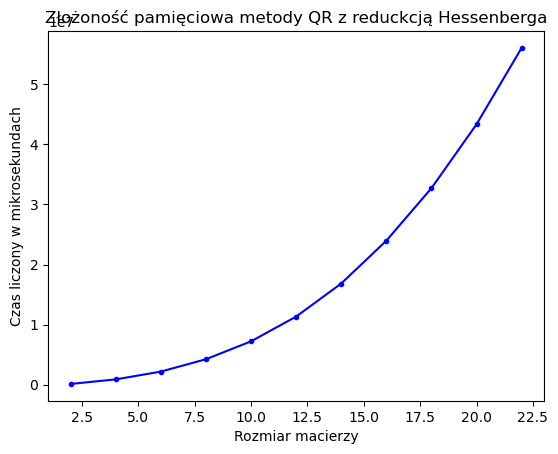 Złożoność pamięciowa metody QR z reduckcją Hessenberga
1e7
5
4
3
2
1
0
Czas liczony w mikrosekundach
2.5 5.0 7.5 10.0 12.5 15.0 17.5 20.0 22.5
Rozmiar macierzy